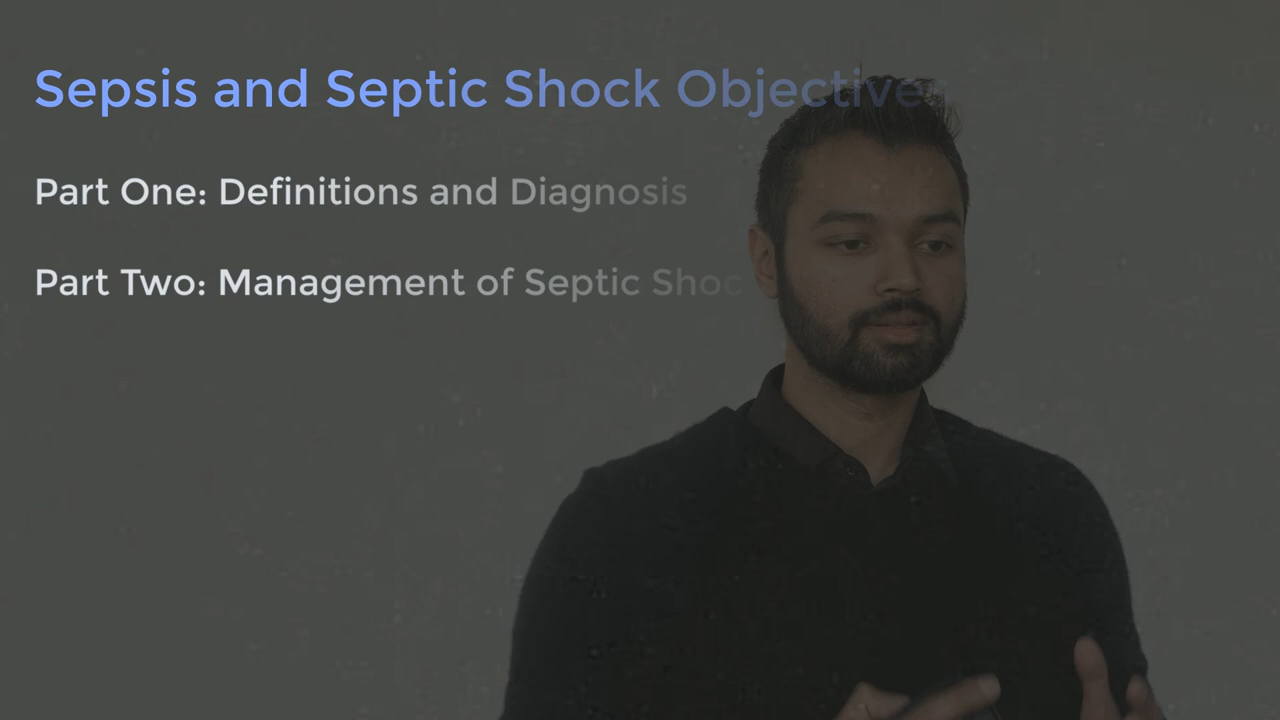 Sepsis and Septic Shock Objective
Part One: Definitions and Diagnosis
Part Two: Management of Septic Shoc